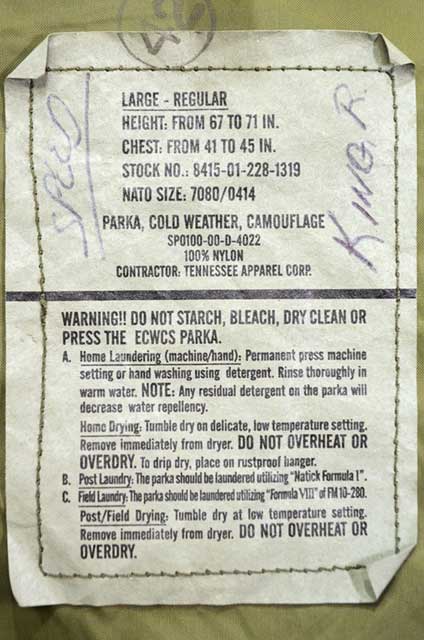 42
SPEED
KING R.
LARGE - REGULAR
HEIGHT: FROM 67 TO 71 IN.
CHEST: FROM 41 TO 45 IN.
STOCK NO.: 8415-01-228-1319
NATO SIZE: 7080/0414
PARKA, COLD WEATHER, CAMOUFLAGE
SPO100-00-D-4022
100% NYLON
CONTRACTOR: TENNESSEE APPAREL CORP.
WARNING!! DO NOT STARCH, BLEACH, DRY CLEAN OR
PRESS THE ECWCS PARKA.
A. Home Laundering (machine/hand): Permanent press machine
setting or hand washing using detergent. Rinse thoroughly in
warm water. NOTE: Any residual detergent on the parka will
decrease water repellency.
Home Drying: Tumble dry on delicate, low temperature setting.
Remove immediately from dryer. DO NOT OVERHEAT OR
OVERDRY. To drip dry, place on rustproof hanger.
B. Post Laundry: The parka should be laundered utilizing "Natick Formula I".
C. Field Laundry: The parka should be laundered utilizing "Formula VIII" of FM 10-280.
Post/Field Drying: Tumble dry at low temperature setting.
Remove immediately from dryer. DO NOT OVERHEAT OR
OVERDRY.